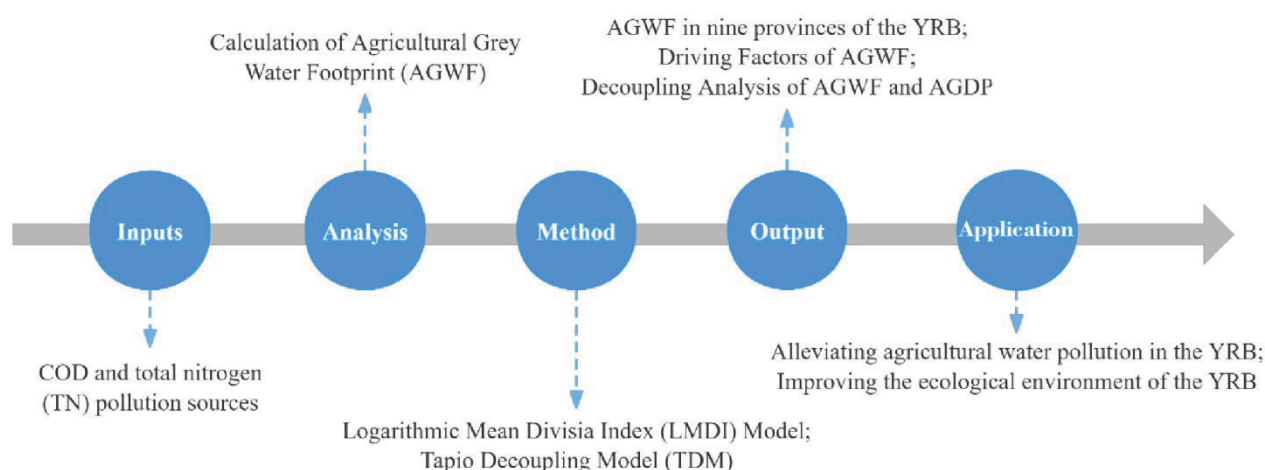 Calculation of Agricultural Grey
Water Footprint (AGWF)
AGWF in nine provinces of the YRB;
Driving Factors of AGWF;
Decoupling Analysis of AGWF and AGDP
Inputs
Analysis
Method
Output
Application
COD and total nitrogen
(TN) pollution sources
Logarithmic Mean Divisia Index (LMDI) Model;
Tapio Decoupling Model (TDM)
Alleviating agricultural water pollution in the YRB;
Improving the ecological environment of the YRB